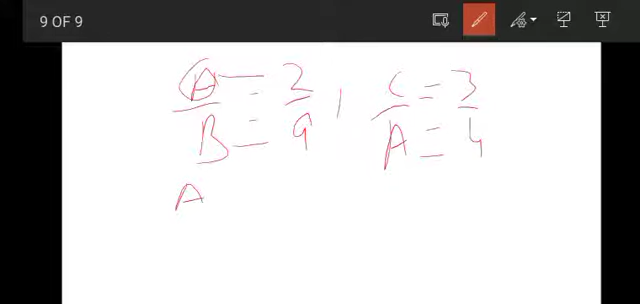 9 OF 9
A/B = 2/9, C/A = 3/4
A